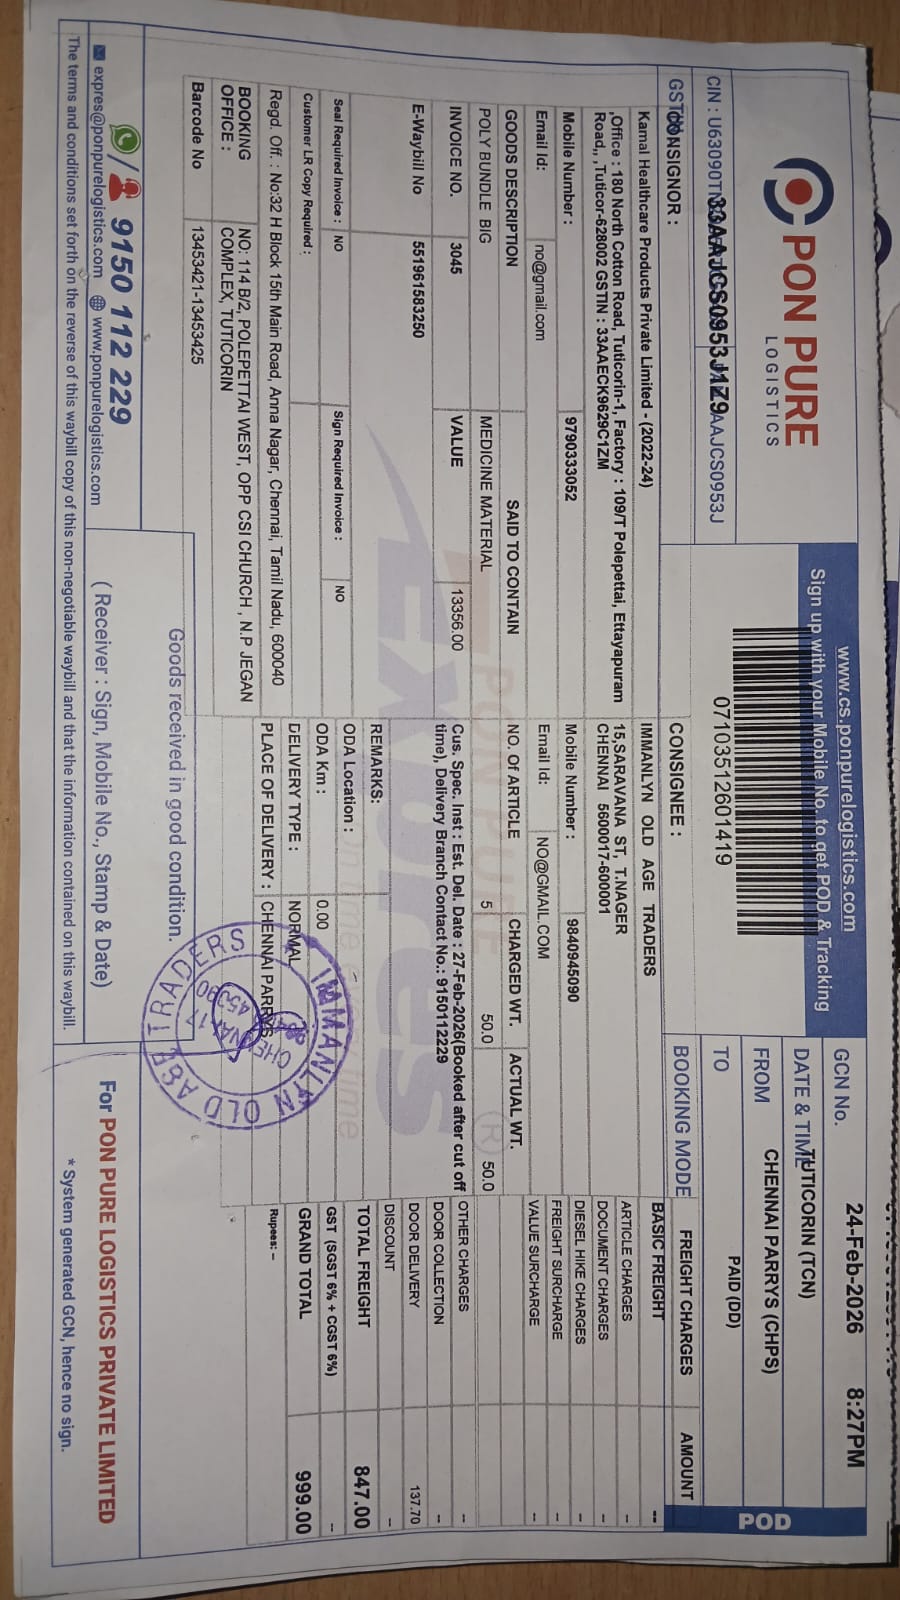 PON PURE
LOGISTICS
www.cs.ponpurelogistics.com
Sign up with your Mobile No. to get POD & Tracking
07103512601419
GCN No.
DATE & TIME
24-Feb-2026 8:27PM
FROM
TUTICORIN (TCN)
TO
CHENNAI PARRYS (CHPS)
BOOKING MODE
PAID (DD)
POD
CIN : U63090TN
33AAJCS0953J1Z9
AAJCS0953J
CONSIGNOR :
Kamal Healthcare Products Private Limited - (2022-24)
,Office : 180 North Cotton Road, Tuticorin-1, Factory : 109/T Polepettai, Ettayapuram
Road,, ,Tuticor-628002 GSTIN : 33AAECK9629C1ZM
Mobile Number : 9790333052
Email Id: no@gmail.com
CONSIGNEE :
IMMANLYN OLD AGE TRADERS
15,SARAVANA ST, T.NAGER
CHENNAI 5600017-600001
Mobile Number : 9840945090
Email Id: NO@GMAIL.COM
GOODS DESCRIPTION SAID TO CONTAIN NO. Of ARTICLE CHARGED WT. ACTUAL WT.
POLY BUNDLE BIG MEDICINE MATERIAL 5 50.0 50.0
INVOICE NO. 3045 VALUE 13356.00
E-Waybill No 551961583250
Cus. Spec. Inst : Est. Del. Date : 27-Feb-2026(Booked after cut off
time), Delivery Branch Contact No.: 9150112229
REMARKS:
Seal Required Invoice : NO Sign Required Invoice : NO
Customer LR Copy Required :
ODA Location :
ODA Km : 0.00
DELIVERY TYPE : NORMAL
PLACE OF DELIVERY : CHENNAI PARRYS
Regd. Off. : No:32 H Block 15th Main Road, Anna Nagar, Chennai, Tamil Nadu, 600040
BOOKING
OFFICE :
NO: 114 B/2, POLEPETTAI WEST, OPP CSI CHURCH , N.P JEGAN
COMPLEX, TUTICORIN
Barcode No 13453421-13453425
FREIGHT CHARGES AMOUNT
BASIC FREIGHT --
ARTICLE CHARGES --
DOCUMENT CHARGES --
DIESEL HIKE CHARGES --
FREIGHT SURCHARGE --
VALUE SURCHARGE --
OTHER CHARGES --
DOOR COLLECTION --
DOOR DELIVERY 137.70
DISCOUNT --
TOTAL FREIGHT 847.00
GST (SGST 6% + CGST 6%) --
GRAND TOTAL 999.00
Rupees: --
IMMANLYN OLD AGE TRADERS
Goods received in good condition.
( Receiver : Sign, Mobile No., Stamp & Date)
9150 112 229
expres@ponpurelogistics.com www.ponpurelogistics.com
For PON PURE LOGISTICS PRIVATE LIMITED
* System generated GCN, hence no sign.
The terms and conditions set forth on the reverse of this waybill copy of this non-negotiable waybill and that the information contained on this waybill.